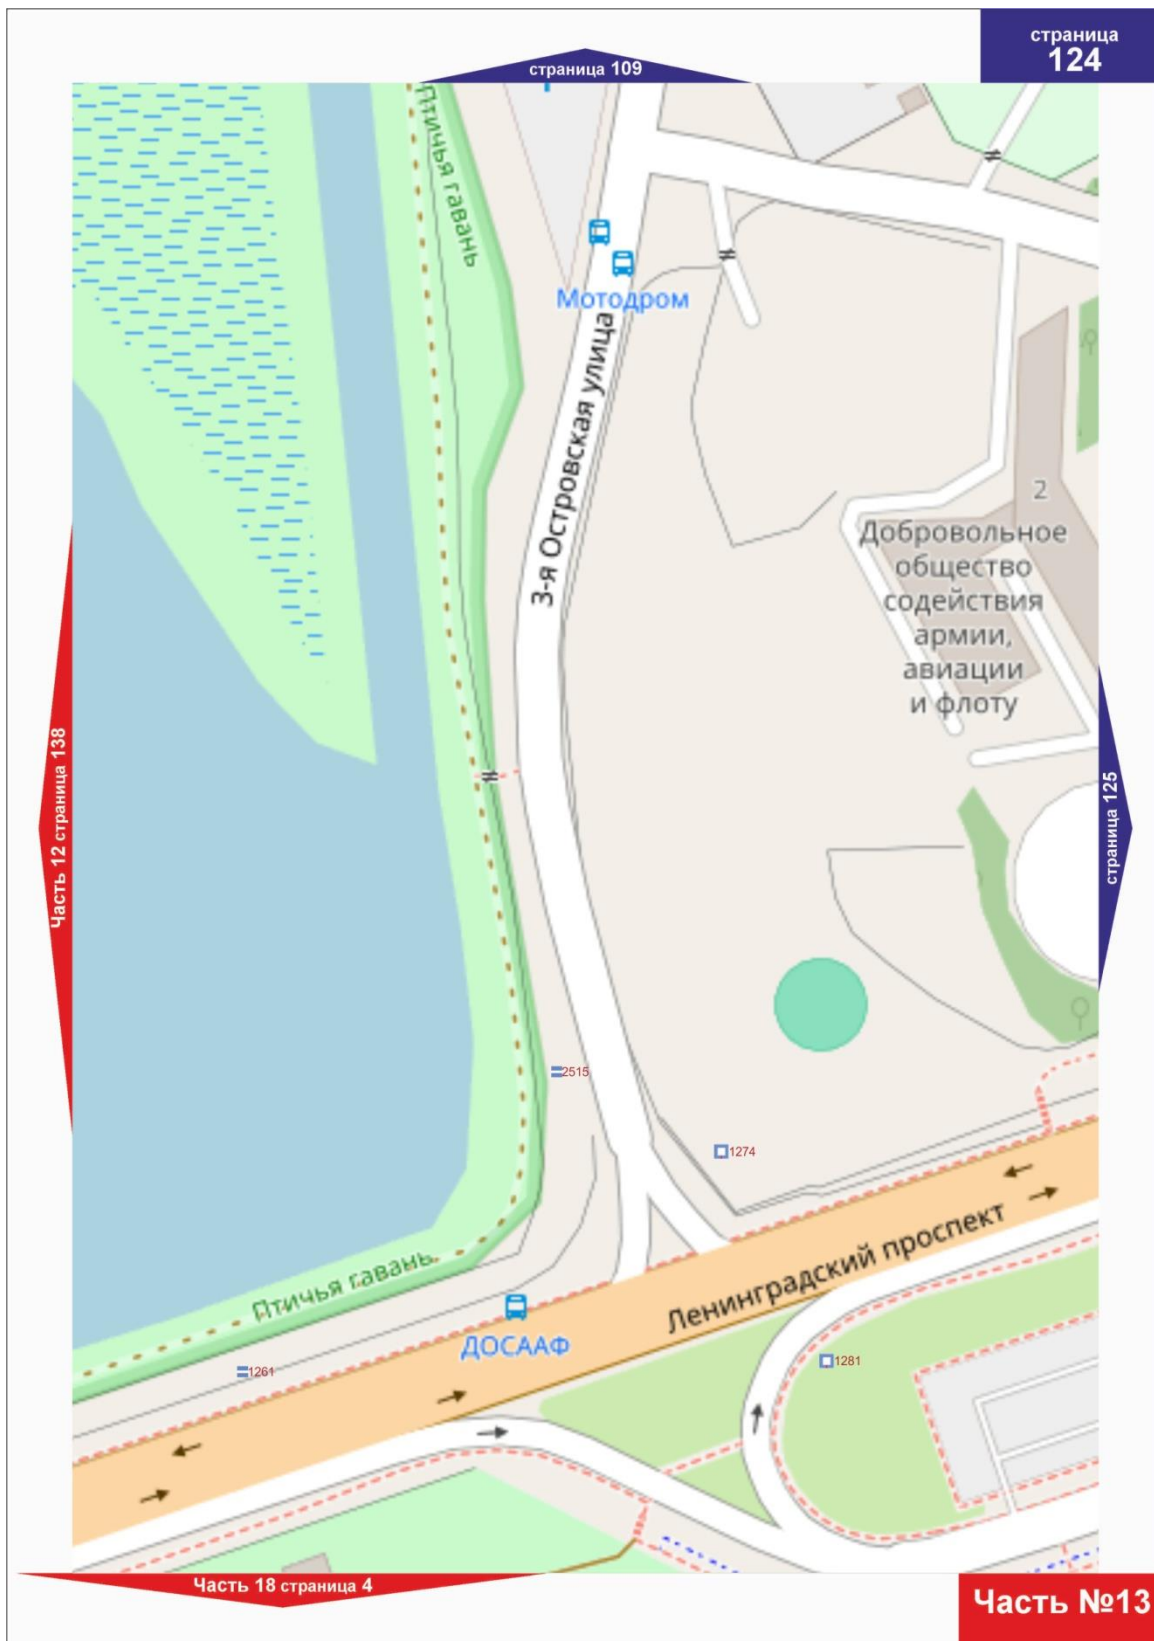 страница
124
страница 109
Птичья гавань
Мотодром
3-я Островская улица
2
Добровольное
общество
содействия
армии,
авиации
и флоту
Часть 12 страница 138
страница 125
2515
1274
Ленинградский проспект
Птичья гавань
ДОСААФ
1261
1281
Часть 18 страница 4
Часть №13